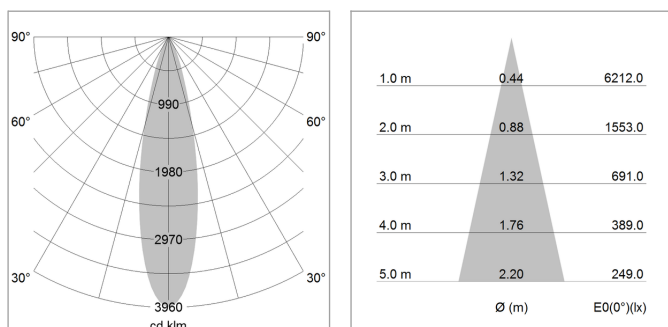 90° 90°
990
60° 60°
1980
2970
30° 30°
3960
cd klm
1.0 m 0.44 6212.0
2.0 m 0.88 1553.0
3.0 m 1.32 691.0
4.0 m 1.76 389.0
5.0 m 2.20 249.0
Ø (m) E0(0°)(lx)